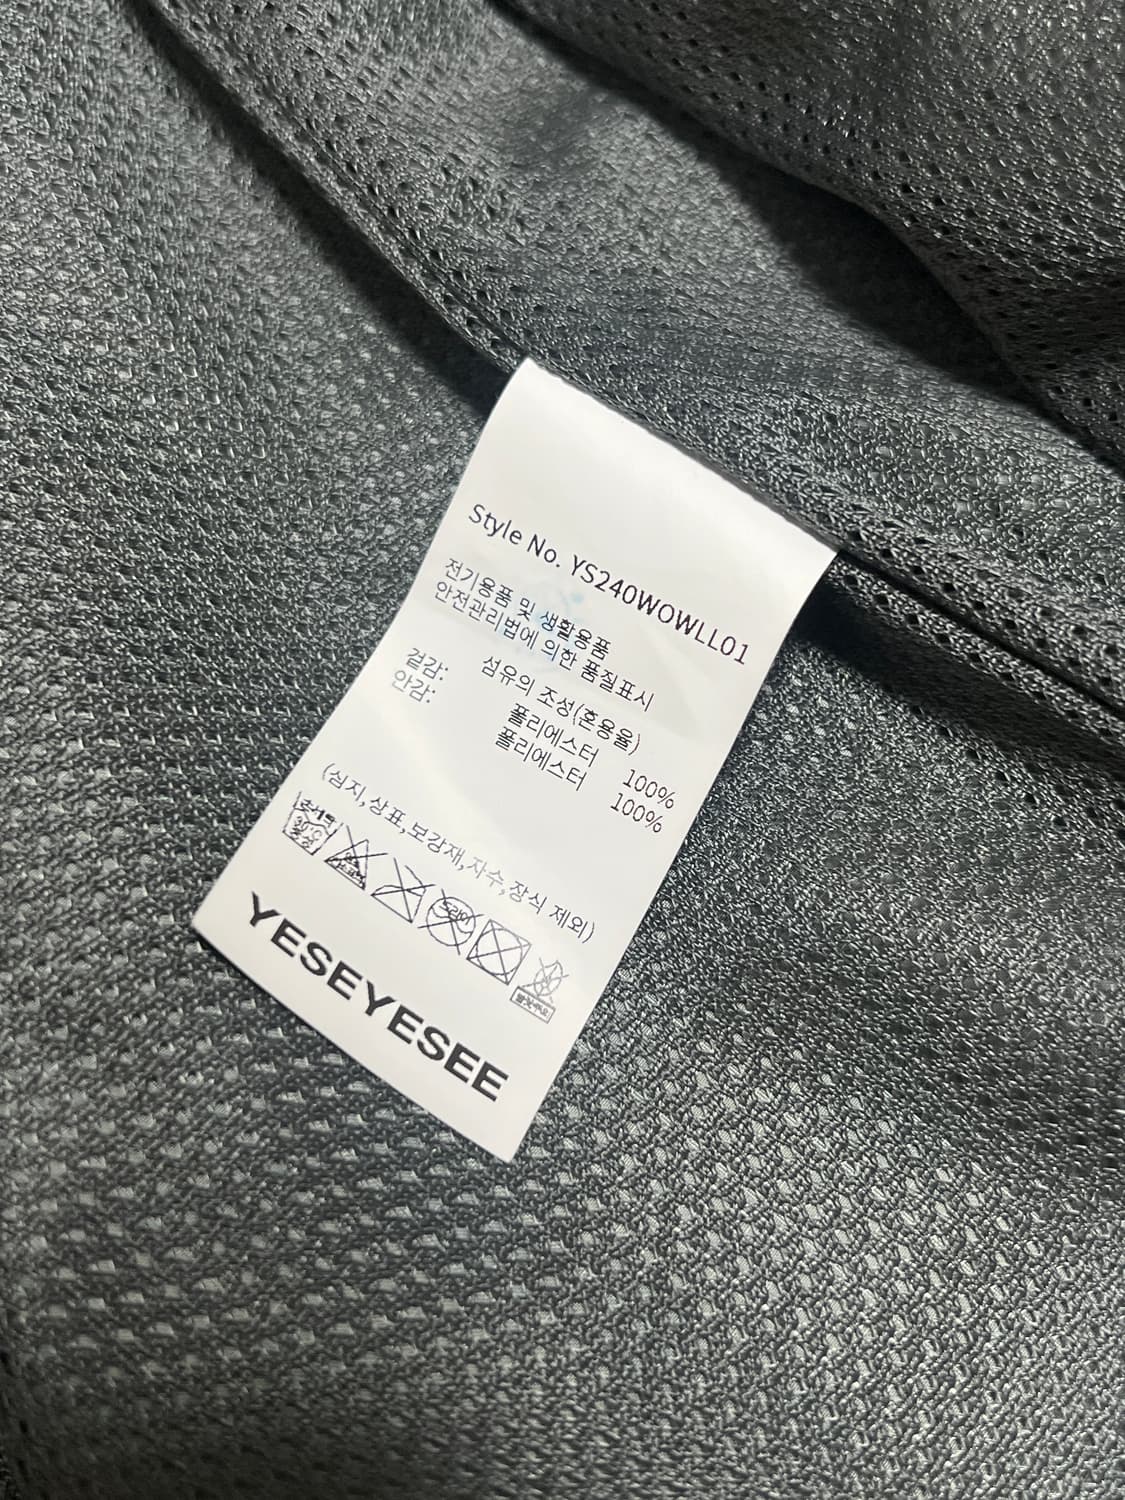 Style No. YS240WOWLL01
전기용품 및 생활용품
안전관리법에 의한 품질표시
섬유의 조성(혼용율)
겉감: 폴리에스터 100%
안감: 폴리에스터 100%
(심지,상표,보강재,자수,장식 제외)
30℃
YESEYESEE